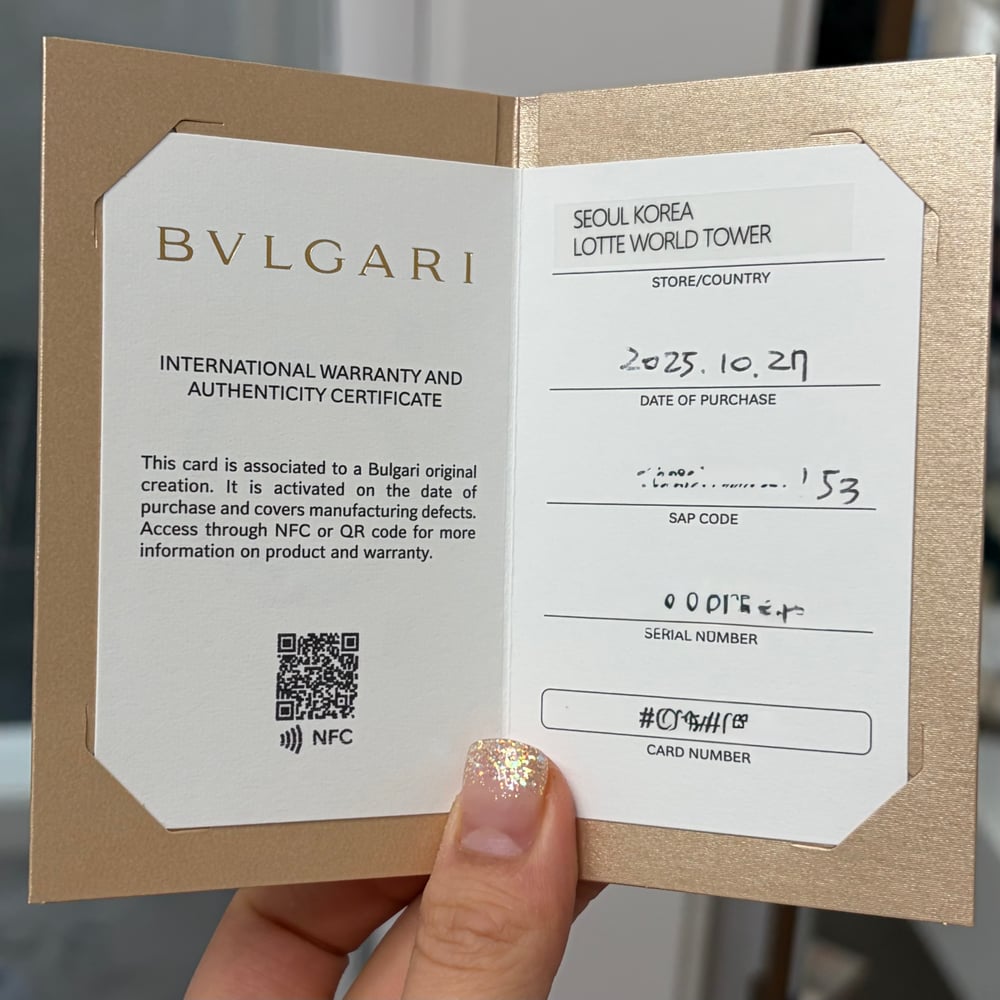 BVLGARI
INTERNATIONAL WARRANTY AND
AUTHENTICITY CERTIFICATE
This card is associated to a Bulgari original
creation. It is activated on the date of
purchase and covers manufacturing defects.
Access through NFC or QR code for more
information on product and warranty.
NFC
SEOUL KOREA
LOTTE WORLD TOWER
STORE/COUNTRY
2025.10.27
DATE OF PURCHASE
53
SAP CODE
SERIAL NUMBER
CARD NUMBER